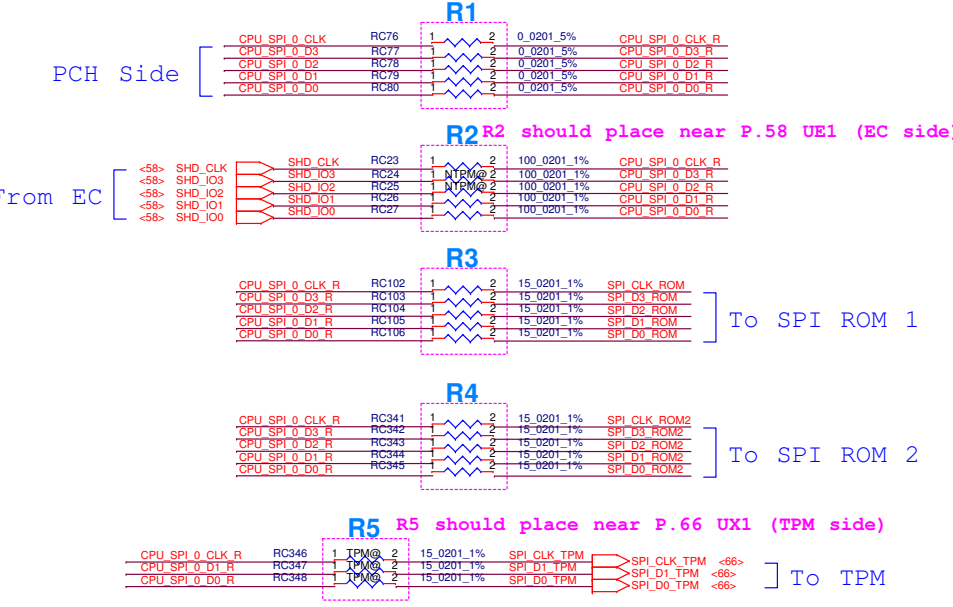 R1
CPU_SPI_0_CLK RC76 1 2 0_0201_5% CPU_SPI_0_CLK_R
CPU_SPI_0_D3 RC77 1 2 0_0201_5% CPU_SPI_0_D3_R
CPU_SPI_0_D2 RC78 1 2 0_0201_5% CPU_SPI_0_D2_R
CPU_SPI_0_D1 RC79 1 2 0_0201_5% CPU_SPI_0_D1_R
CPU_SPI_0_D0 RC80 1 2 0_0201_5% CPU_SPI_0_D0_R
PCH Side
R2 R2 should place near P.58 UE1 (EC side)
<58> SHD_CLK SHD_CLK RC23 1 2 100_0201_1% CPU_SPI_0_CLK_R
<58> SHD_IO3 SHD_IO3 RC24 1 NTPM@ 2 100_0201_1% CPU_SPI_0_D3_R
<58> SHD_IO2 SHD_IO2 RC25 1 NTPM@ 2 100_0201_1% CPU_SPI_0_D2_R
<58> SHD_IO1 SHD_IO1 RC26 1 2 100_0201_1% CPU_SPI_0_D1_R
<58> SHD_IO0 SHD_IO0 RC27 1 2 100_0201_1% CPU_SPI_0_D0_R
From EC
R3
CPU_SPI_0_CLK_R RC102 1 2 15_0201_1% SPI_CLK_ROM
CPU_SPI_0_D3_R RC103 1 2 15_0201_1% SPI_D3_ROM
CPU_SPI_0_D2_R RC104 1 2 15_0201_1% SPI_D2_ROM
CPU_SPI_0_D1_R RC105 1 2 15_0201_1% SPI_D1_ROM
CPU_SPI_0_D0_R RC106 1 2 15_0201_1% SPI_D0_ROM
To SPI ROM 1
R4
CPU_SPI_0_CLK_R RC341 1 2 15_0201_1% SPI_CLK_ROM2
CPU_SPI_0_D3_R RC342 1 2 15_0201_1% SPI_D3_ROM2
CPU_SPI_0_D2_R RC343 1 2 15_0201_1% SPI_D2_ROM2
CPU_SPI_0_D1_R RC344 1 2 15_0201_1% SPI_D1_ROM2
CPU_SPI_0_D0_R RC345 1 2 15_0201_1% SPI_D0_ROM2
To SPI ROM 2
R5 R5 should place near P.66 UX1 (TPM side)
CPU_SPI_0_CLK_R RC346 1 TPM@ 2 15_0201_1% SPI_CLK_TPM SPI_CLK_TPM <66>
CPU_SPI_0_D1_R RC347 1 TPM@ 2 15_0201_1% SPI_D1_TPM SPI_D1_TPM <66>
CPU_SPI_0_D0_R RC348 1 TPM@ 2 15_0201_1% SPI_D0_TPM SPI_D0_TPM <66>
To TPM